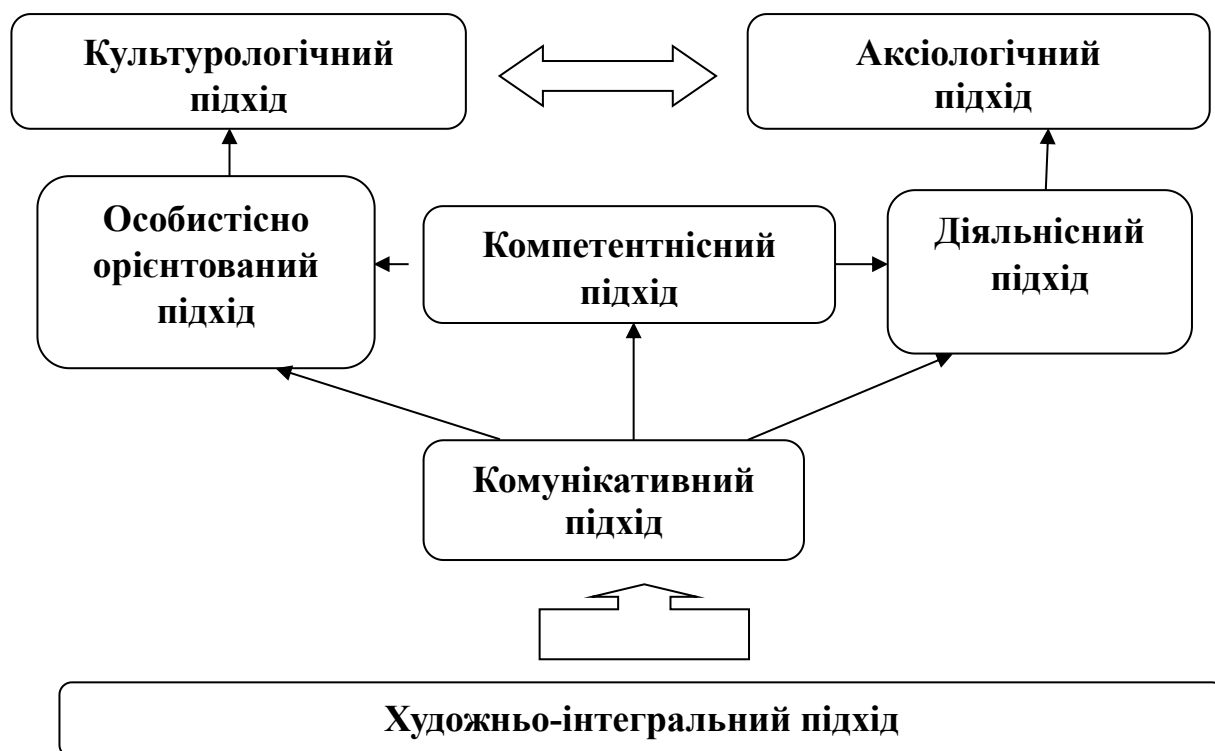 Культурологічний
підхід
Аксіологічний
підхід
Особистісно
орієнтований
підхід
Компетентнісний
підхід
Діяльнісний
підхід
Комунікативний
підхід
Художньо-інтегральний підхід